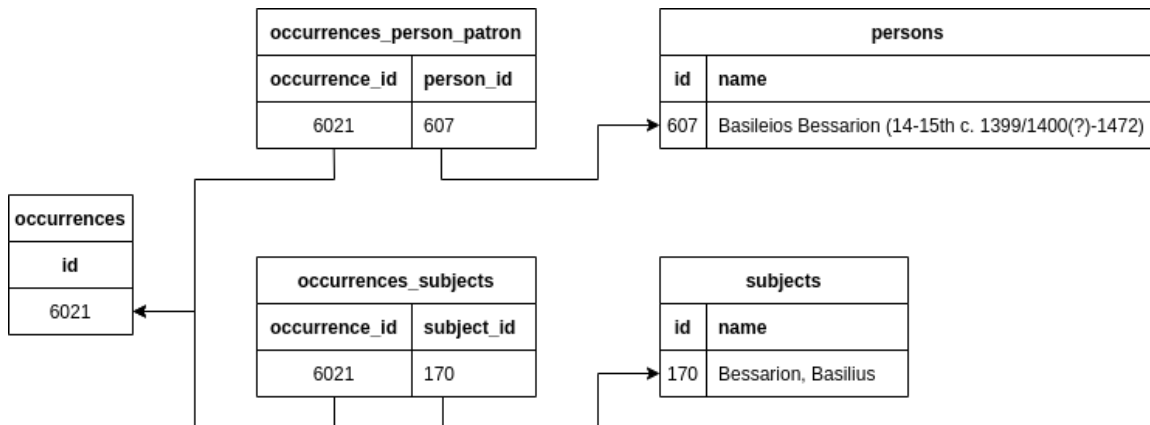 occurrences_person_patron
occurrence_id person_id
6021 607
persons
id name
607 Basileios Bessarion (14-15th c. 1399/1400(?)-1472)
occurrences
id
6021
occurrences_subjects
occurrence_id subject_id
6021 170
subjects
id name
170 Bessarion, Basilius